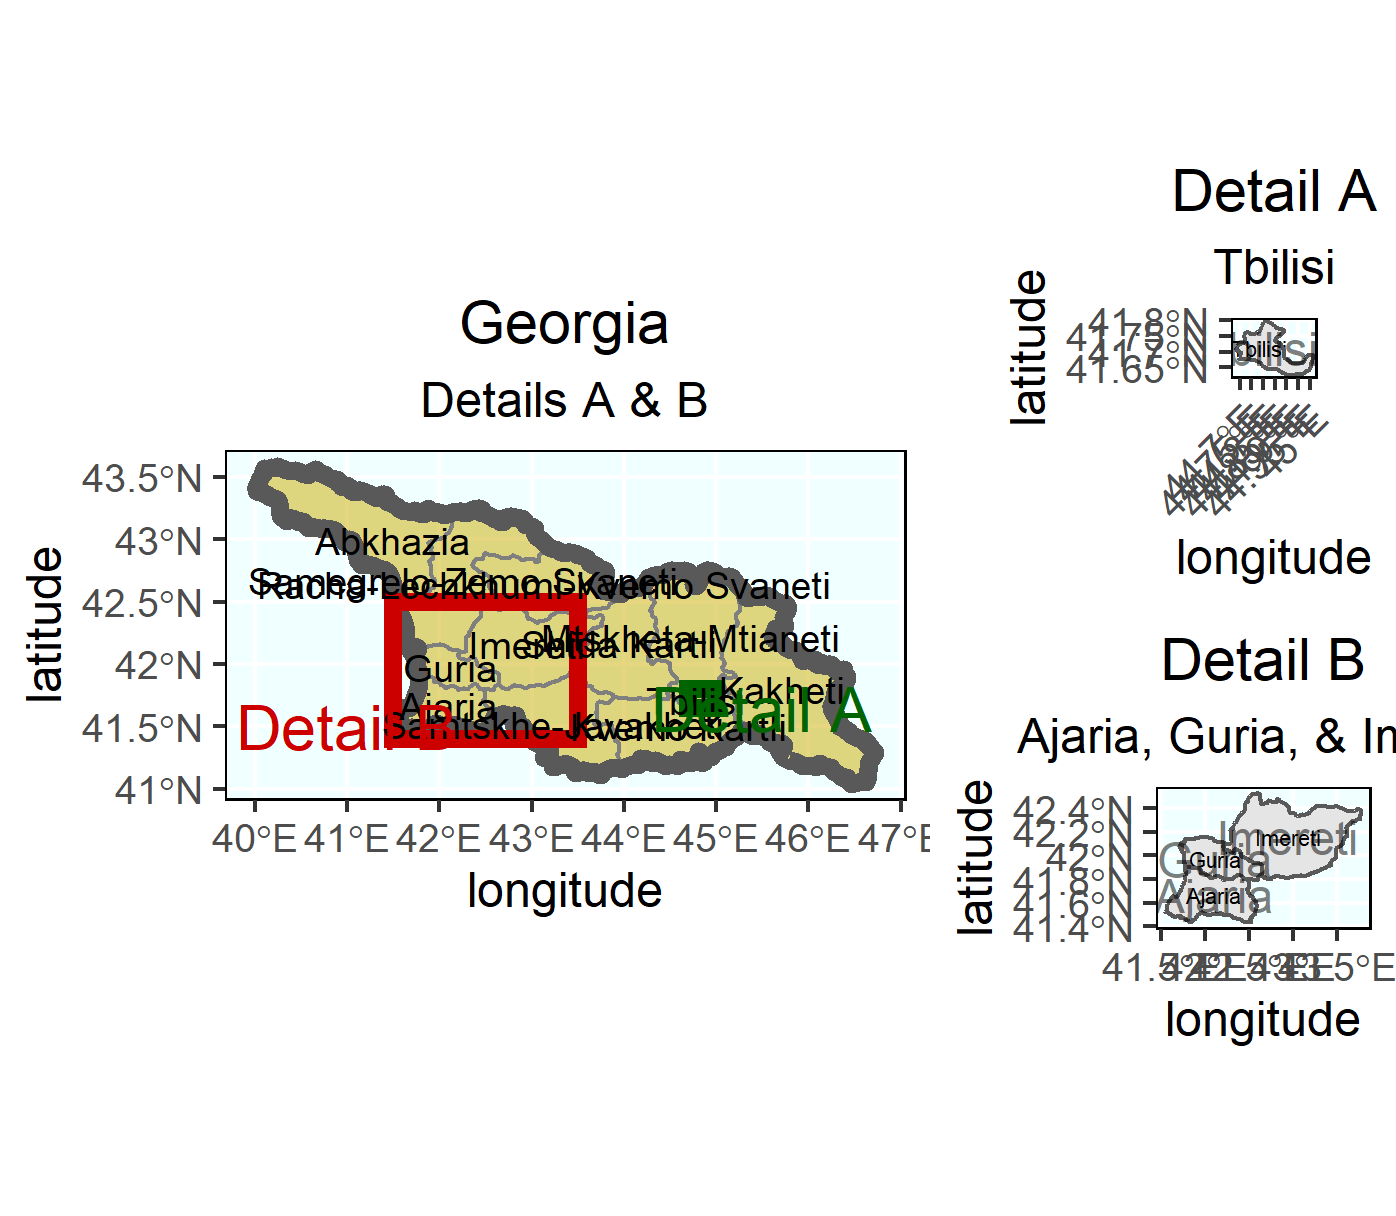 Georgia
Details A & B
latitude
43.5°N
43°N
42.5°N
42°N
41.5°N
41°N
Abkhazia
Samegrelo-Zemo Svaneti
Racha-Lechkhumi-Kvemo Svaneti
Imereti
Shida Kartli
Mtskheta-Mtianeti
Guria
Kakheti
Tbilisi
Ajaria
Samtskhe-Javakheti
Kvemo Kartli
Detail B
Detail A
40°E 41°E 42°E 43°E 44°E 45°E 46°E 47°E
longitude
Detail A
Tbilisi
latitude
41.8°N
41.75°N
41.7°N
41.65°N
Tbilisi
bilisi
longitude
Detail B
Ajaria, Guria, & Im
latitude
42.4°N
42.2°N
42°N
41.8°N
41.6°N
41.4°N
Imereti
Imereti
Guria
Guria
Ajaria
Ajaria
41.5°E 42°E 42.5°E 43°E 43.5°E
longitude